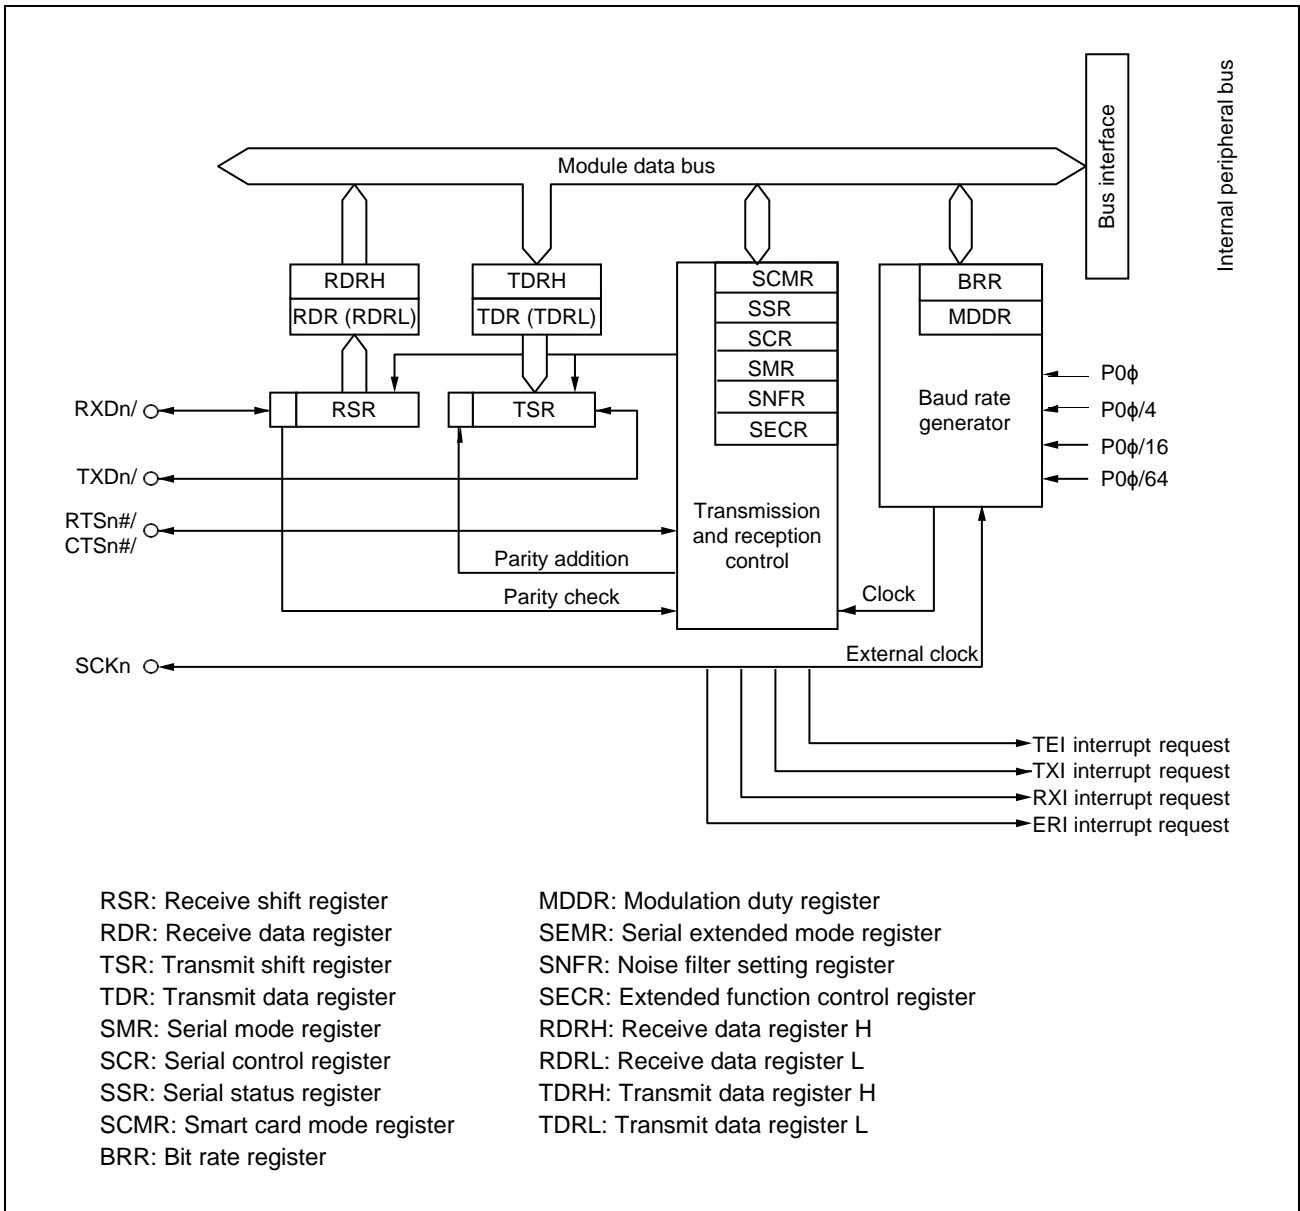 Module data bus
Bus interface
Internal peripheral bus
RDRH
TDRH
SCMR
BRR
RDR (RDRL)
TDR (TDRL)
SSR
MDDR
SCR
SMR
SNFR
SECR
RSR
TSR
Baud rate
generator
P0ϕ
P0ϕ/4
P0ϕ/16
P0ϕ/64
RXDn/
TXDn/
RTSn#/
CTSn#/
Transmission
and reception
control
Parity addition
Parity check
Clock
SCKn
External clock
TEI interrupt request
TXI interrupt request
RXI interrupt request
ERI interrupt request
RSR: Receive shift register
RDR: Receive data register
TSR: Transmit shift register
TDR: Transmit data register
SMR: Serial mode register
SCR: Serial control register
SSR: Serial status register
SCMR: Smart card mode register
BRR: Bit rate register
MDDR: Modulation duty register
SEMR: Serial extended mode register
SNFR: Noise filter setting register
SECR: Extended function control register
RDRH: Receive data register H
RDRL: Receive data register L
TDRH: Transmit data register H
TDRL: Transmit data register L